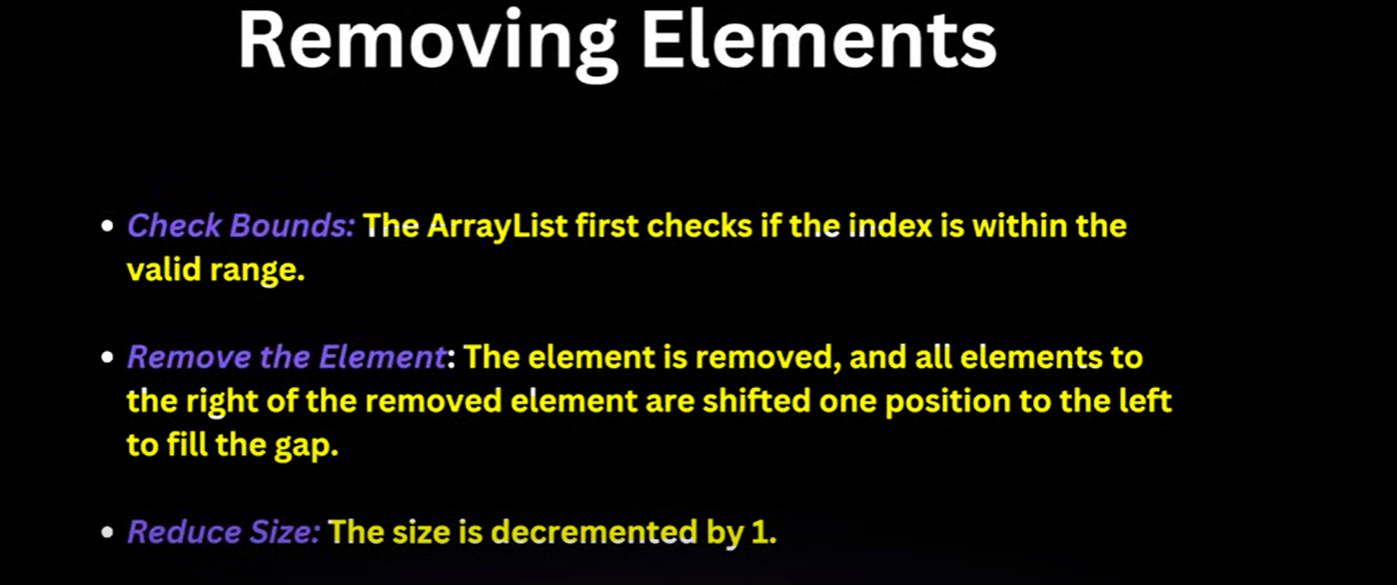 Removing Elements
• Check Bounds: The ArrayList first checks if the index is within the
valid range.
• Remove the Element: The element is removed, and all elements to
the right of the removed element are shifted one position to the left
to fill the gap.
• Reduce Size: The size is decremented by 1.